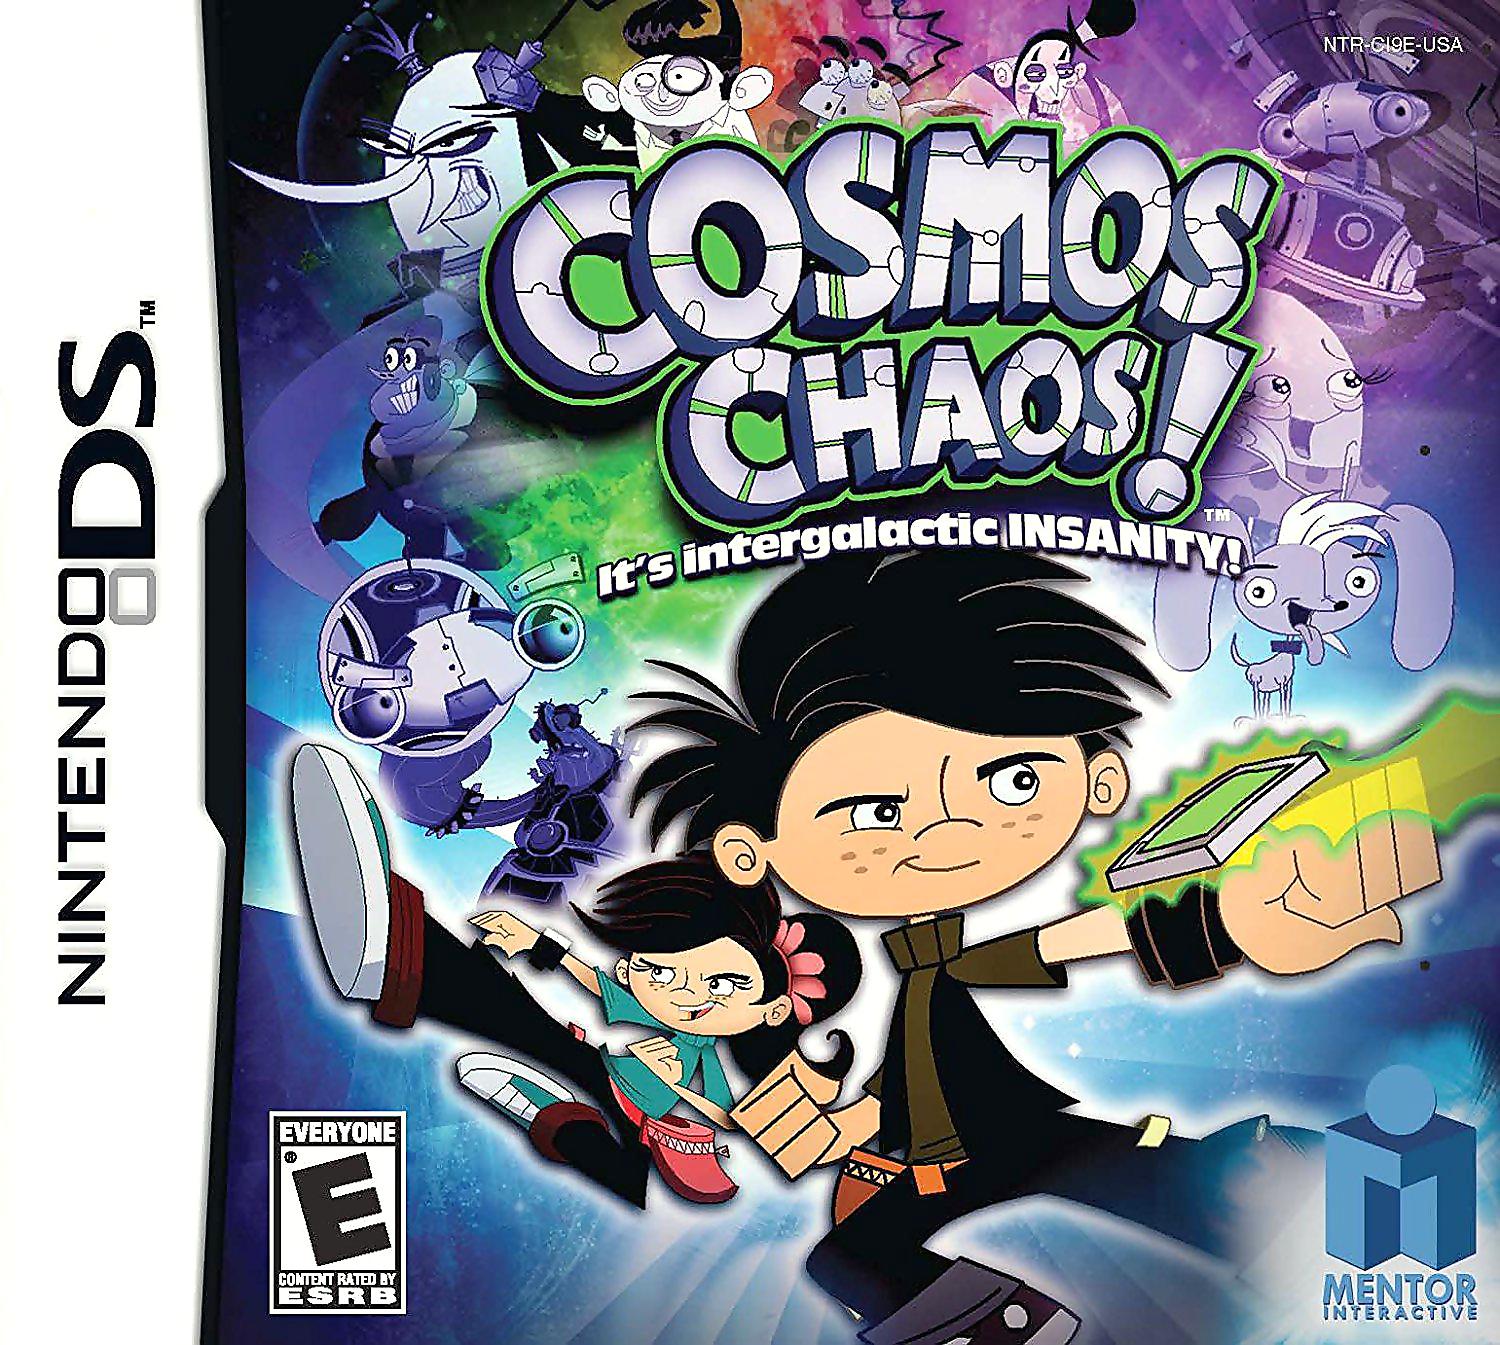 NTR-CI9E-USA
COSMOS
CHAOS!™
It's intergalactic INSANITY!
NINTENDO DS™
EVERYONE
E®
CONTENT RATED BY
ESRB
MENTOR
INTERACTIVE